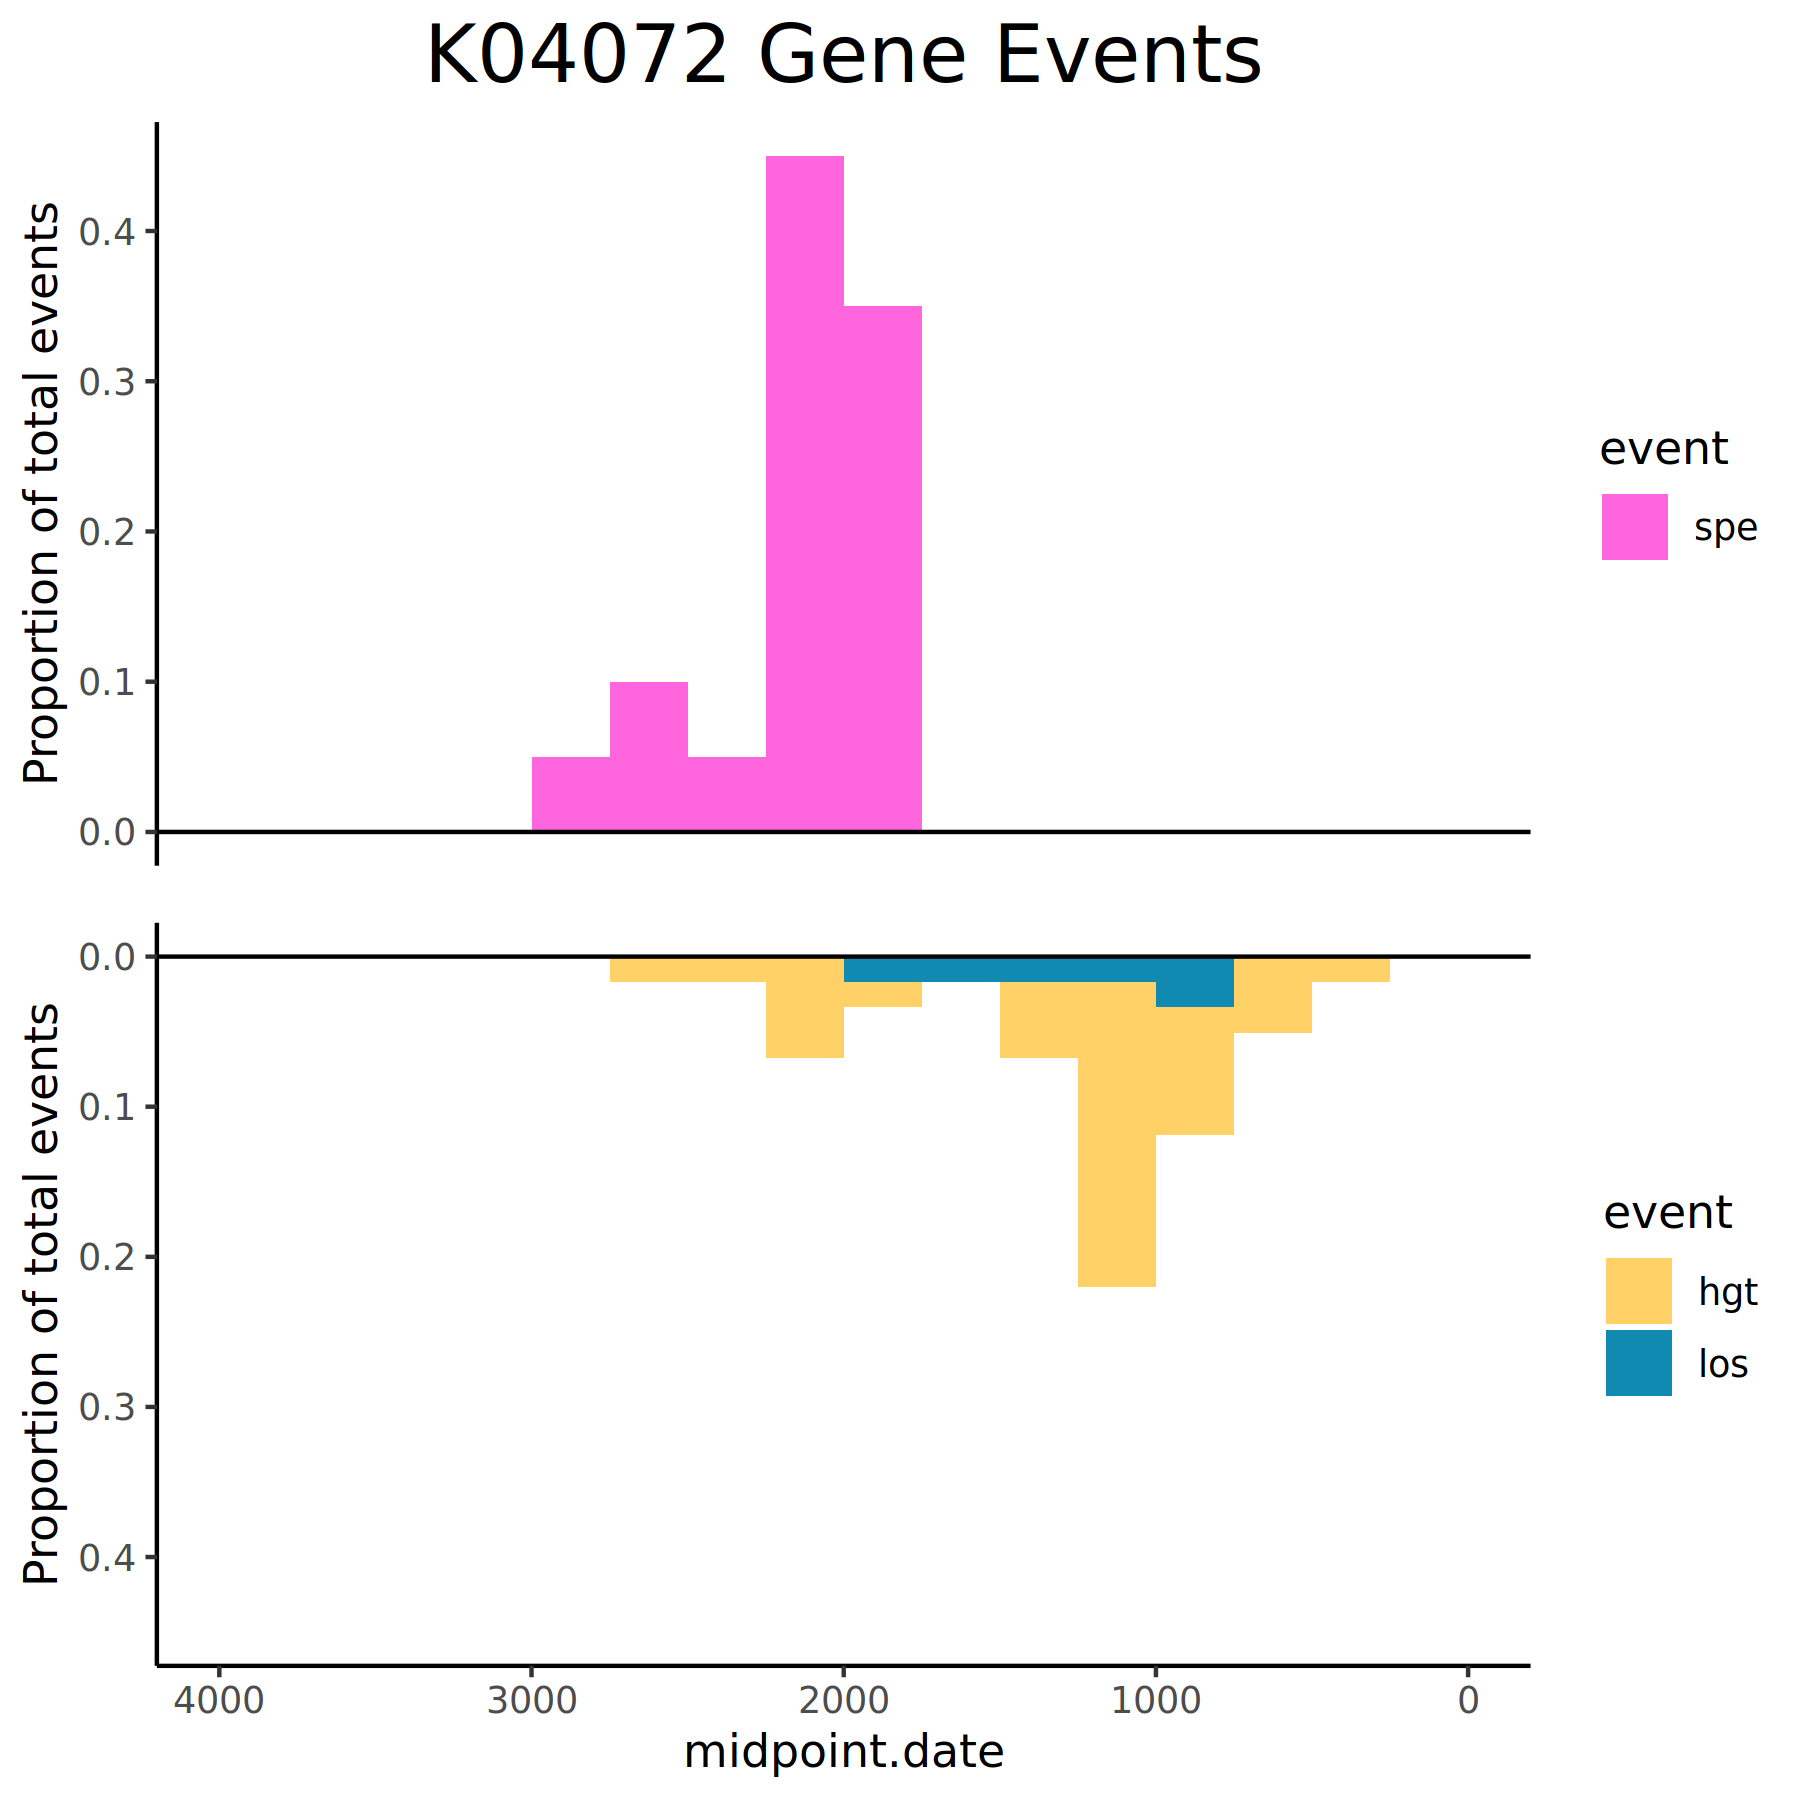 K04072 Gene Events
Proportion of total events
0.4
0.3
0.2
0.1
0.0
event
spe
Proportion of total events
0.0
0.1
0.2
0.3
0.4
event
hgt
los
4000 3000 2000 1000 0
midpoint.date